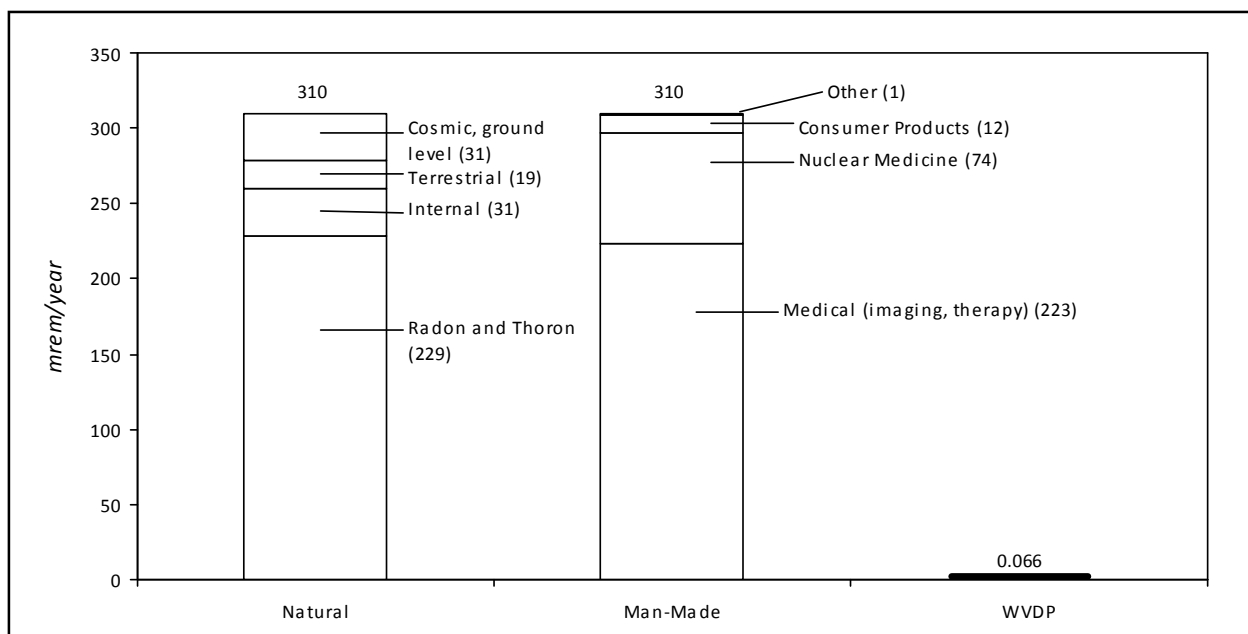 350
300
250
200
150
100
50
0
mrem/year
310
Cosmic, ground
level (31)
Terrestrial (19)
Internal (31)
Radon and Thoron
(229)
310
Other (1)
Consumer Products (12)
Nuclear Medicine (74)
Medical (imaging, therapy) (223)
0.066
Natural
Man-Made
WVDP